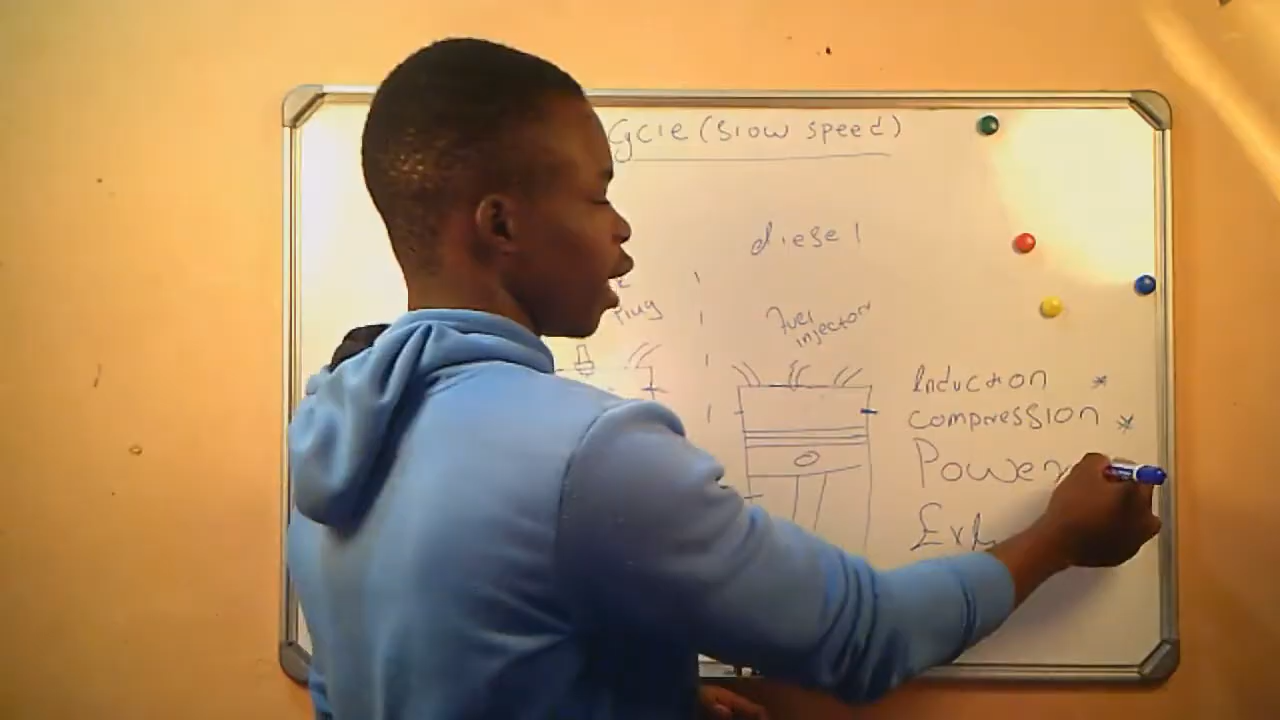 Cycle (slow speed)
diesel
Plug
Fuel
injector
Induction *
Compression *
Power